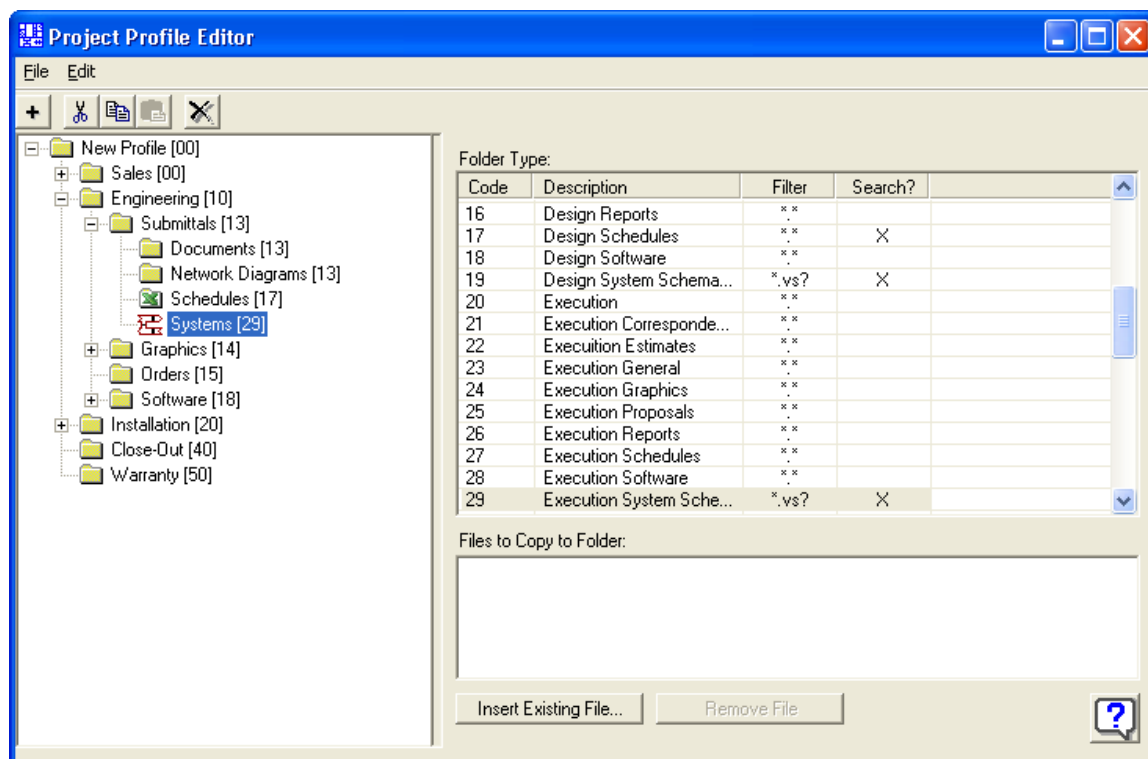 Project Profile Editor
File Edit
New Profile [00]
Sales [00]
Engineering [10]
Submittals [13]
Documents [13]
Network Diagrams [13]
Schedules [17]
Systems [29]
Graphics [14]
Orders [15]
Software [18]
Installation [20]
Close-Out [40]
Warranty [50]
Folder Type:
Code Description Filter Search?
16 Design Reports *.*
17 Design Schedules *.* X
18 Design Software *.*
19 Design System Schema... *.vs? X
20 Execution *.*
21 Execution Corresponde... *.*
22 Execuition Estimates *.*
23 Execution General *.*
24 Execution Graphics *.*
25 Execution Proposals *.*
26 Execution Reports *.*
27 Execution Schedules *.*
28 Execution Software *.*
29 Execution System Sche... *.vs? X
Files to Copy to Folder:
Insert Existing File... Remove File